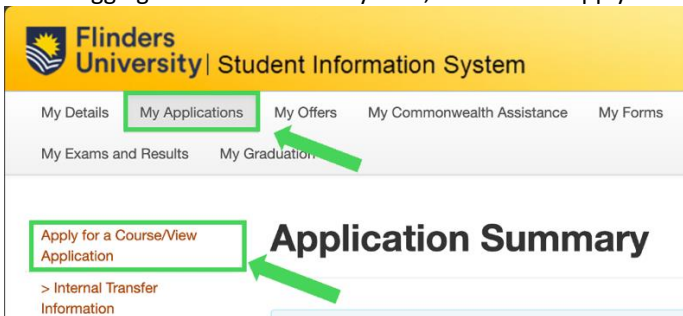 Flinders
University | Student Information System
My Details My Applications My Offers My Commonwealth Assistance My Forms
My Exams and Results My Graduation
Apply for a Course/View
Application
Application Summary
> Internal Transfer
Information